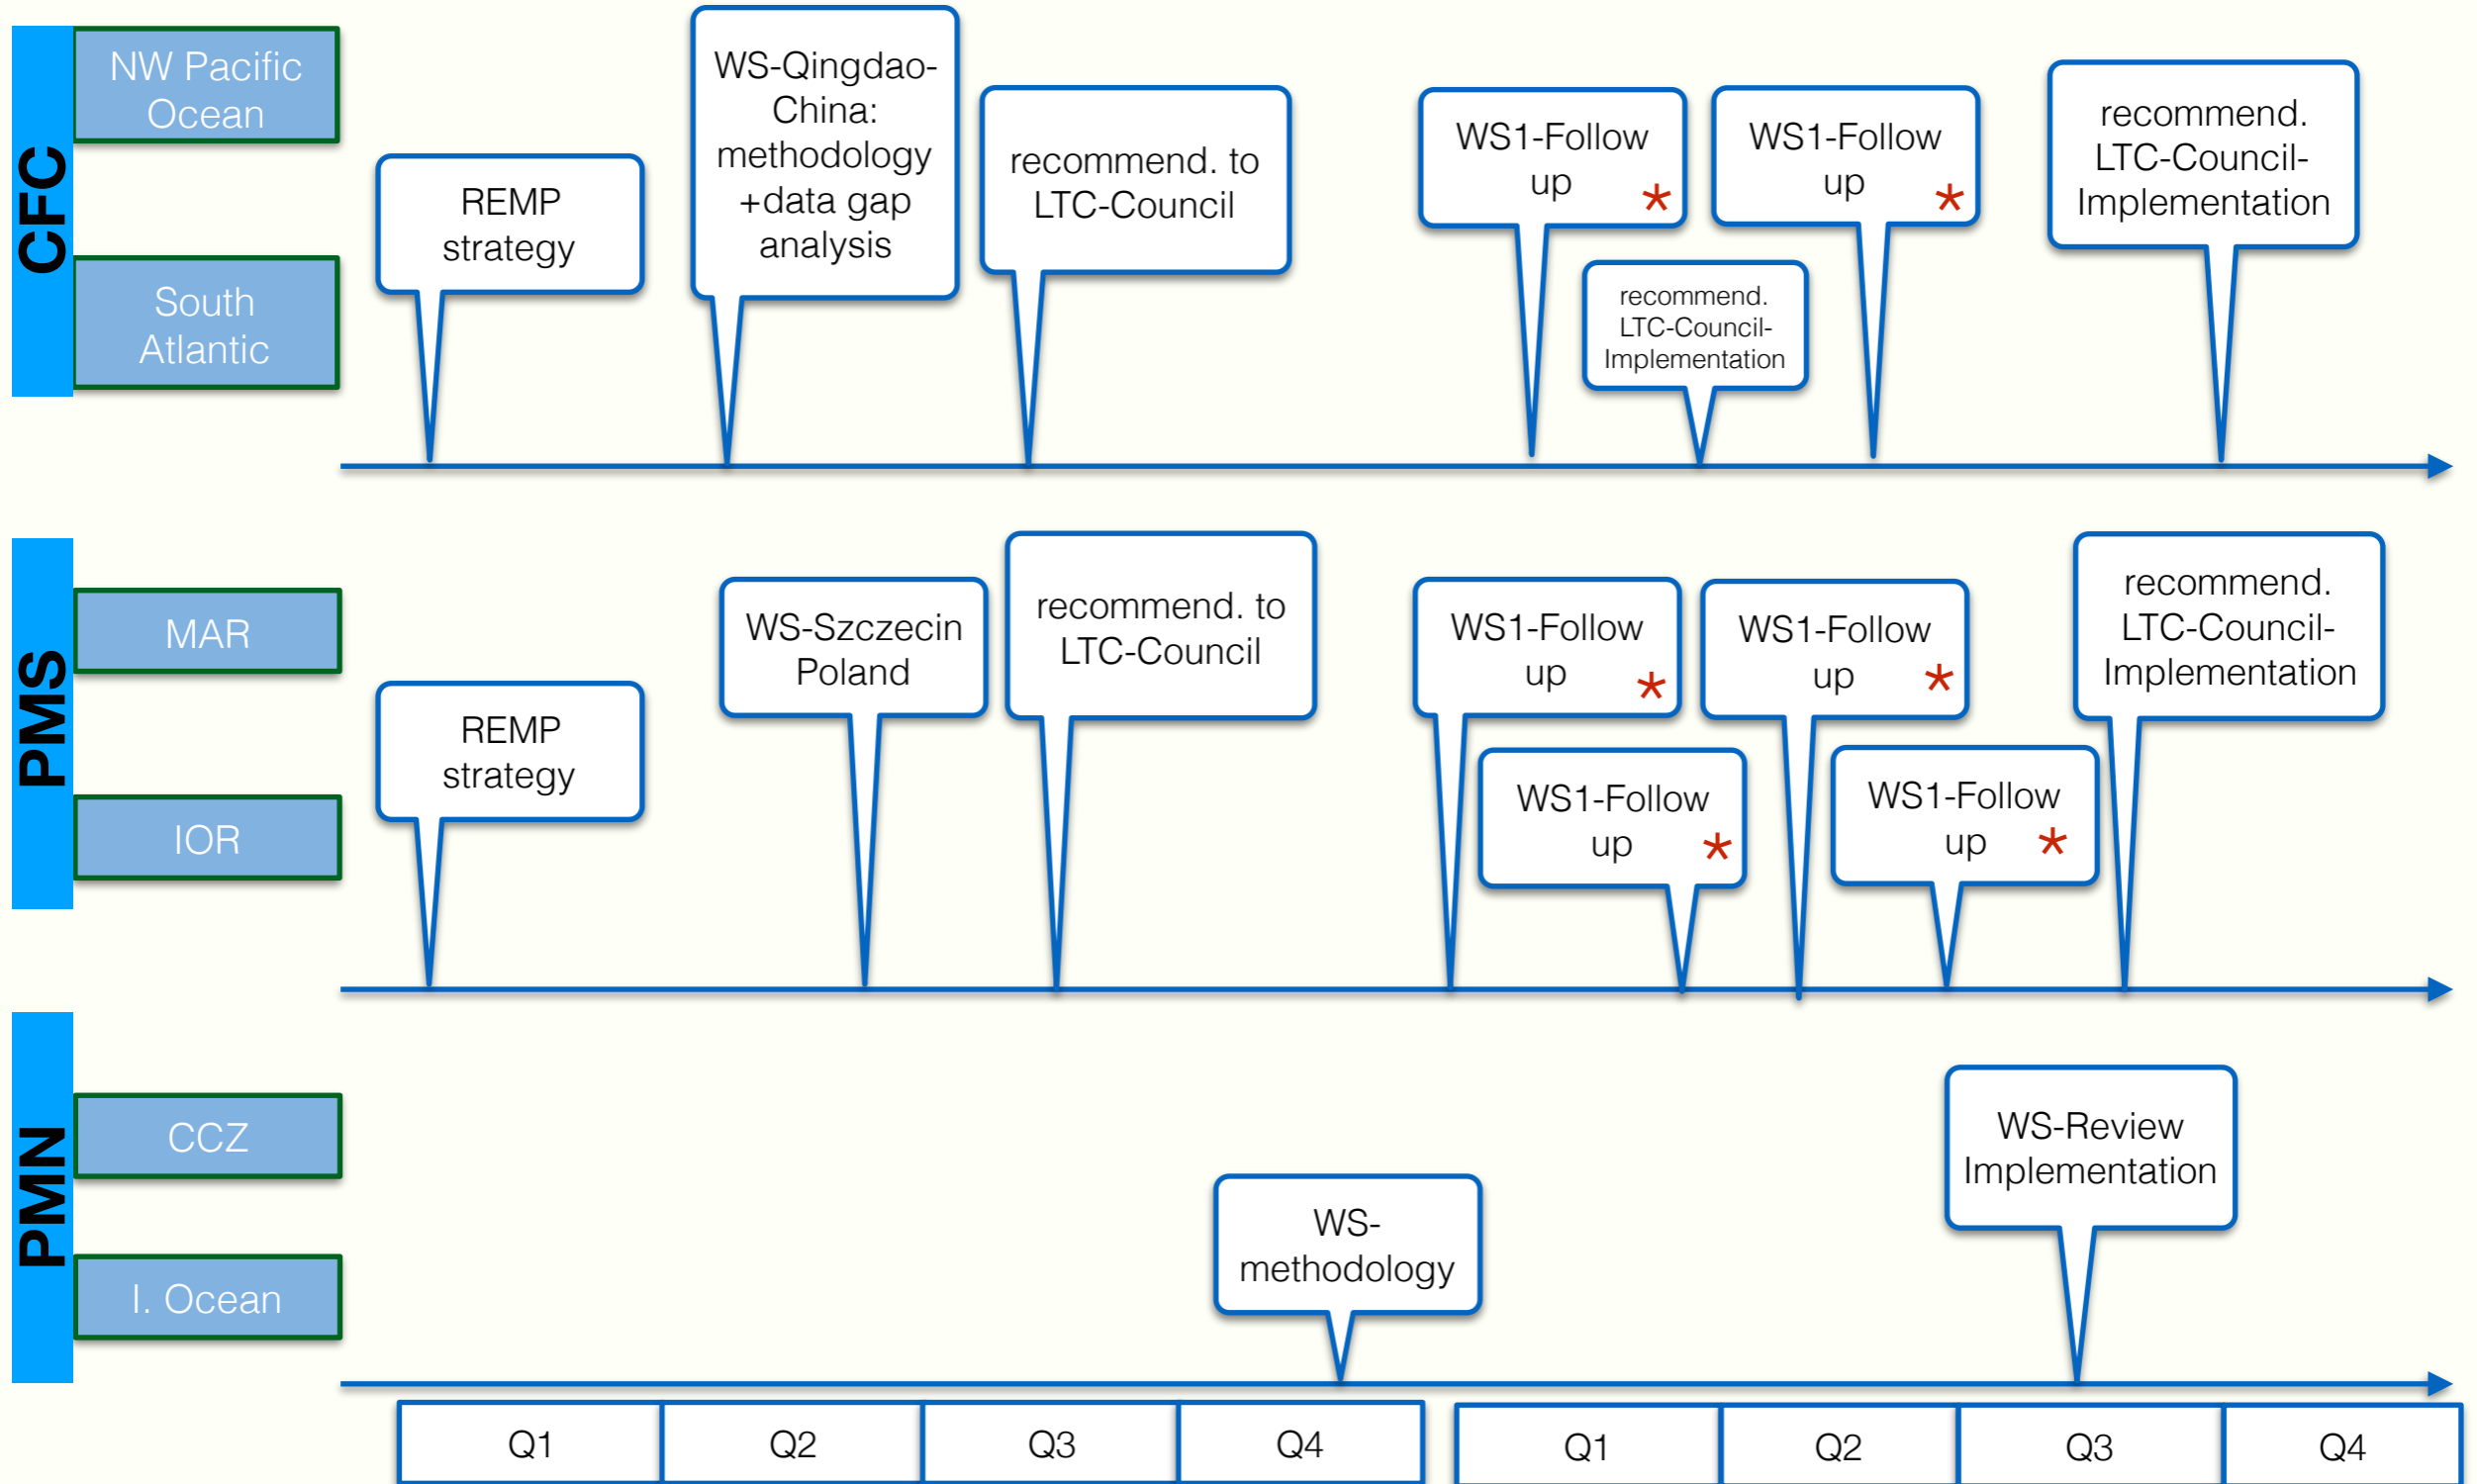 CFC
NW Pacific
Ocean
South
Atlantic
REMP
strategy
WS-Qingdao-
China:
methodology
+data gap
analysis
recommend. to
LTC-Council
WS1-Follow
up *
recommend.
LTC-Council-
Implementation
WS1-Follow
up *
recommend.
LTC-Council-
Implementation
PMS
MAR
IOR
REMP
strategy
WS-Szczecin
Poland
recommend. to
LTC-Council
WS1-Follow
up *
WS1-Follow
up *
WS1-Follow
up *
WS1-Follow
up *
recommend.
LTC-Council-
Implementation
PMN
CCZ
I. Ocean
WS-
methodology
WS-Review
Implementation
Q1 Q2 Q3 Q4 Q1 Q2 Q3 Q4